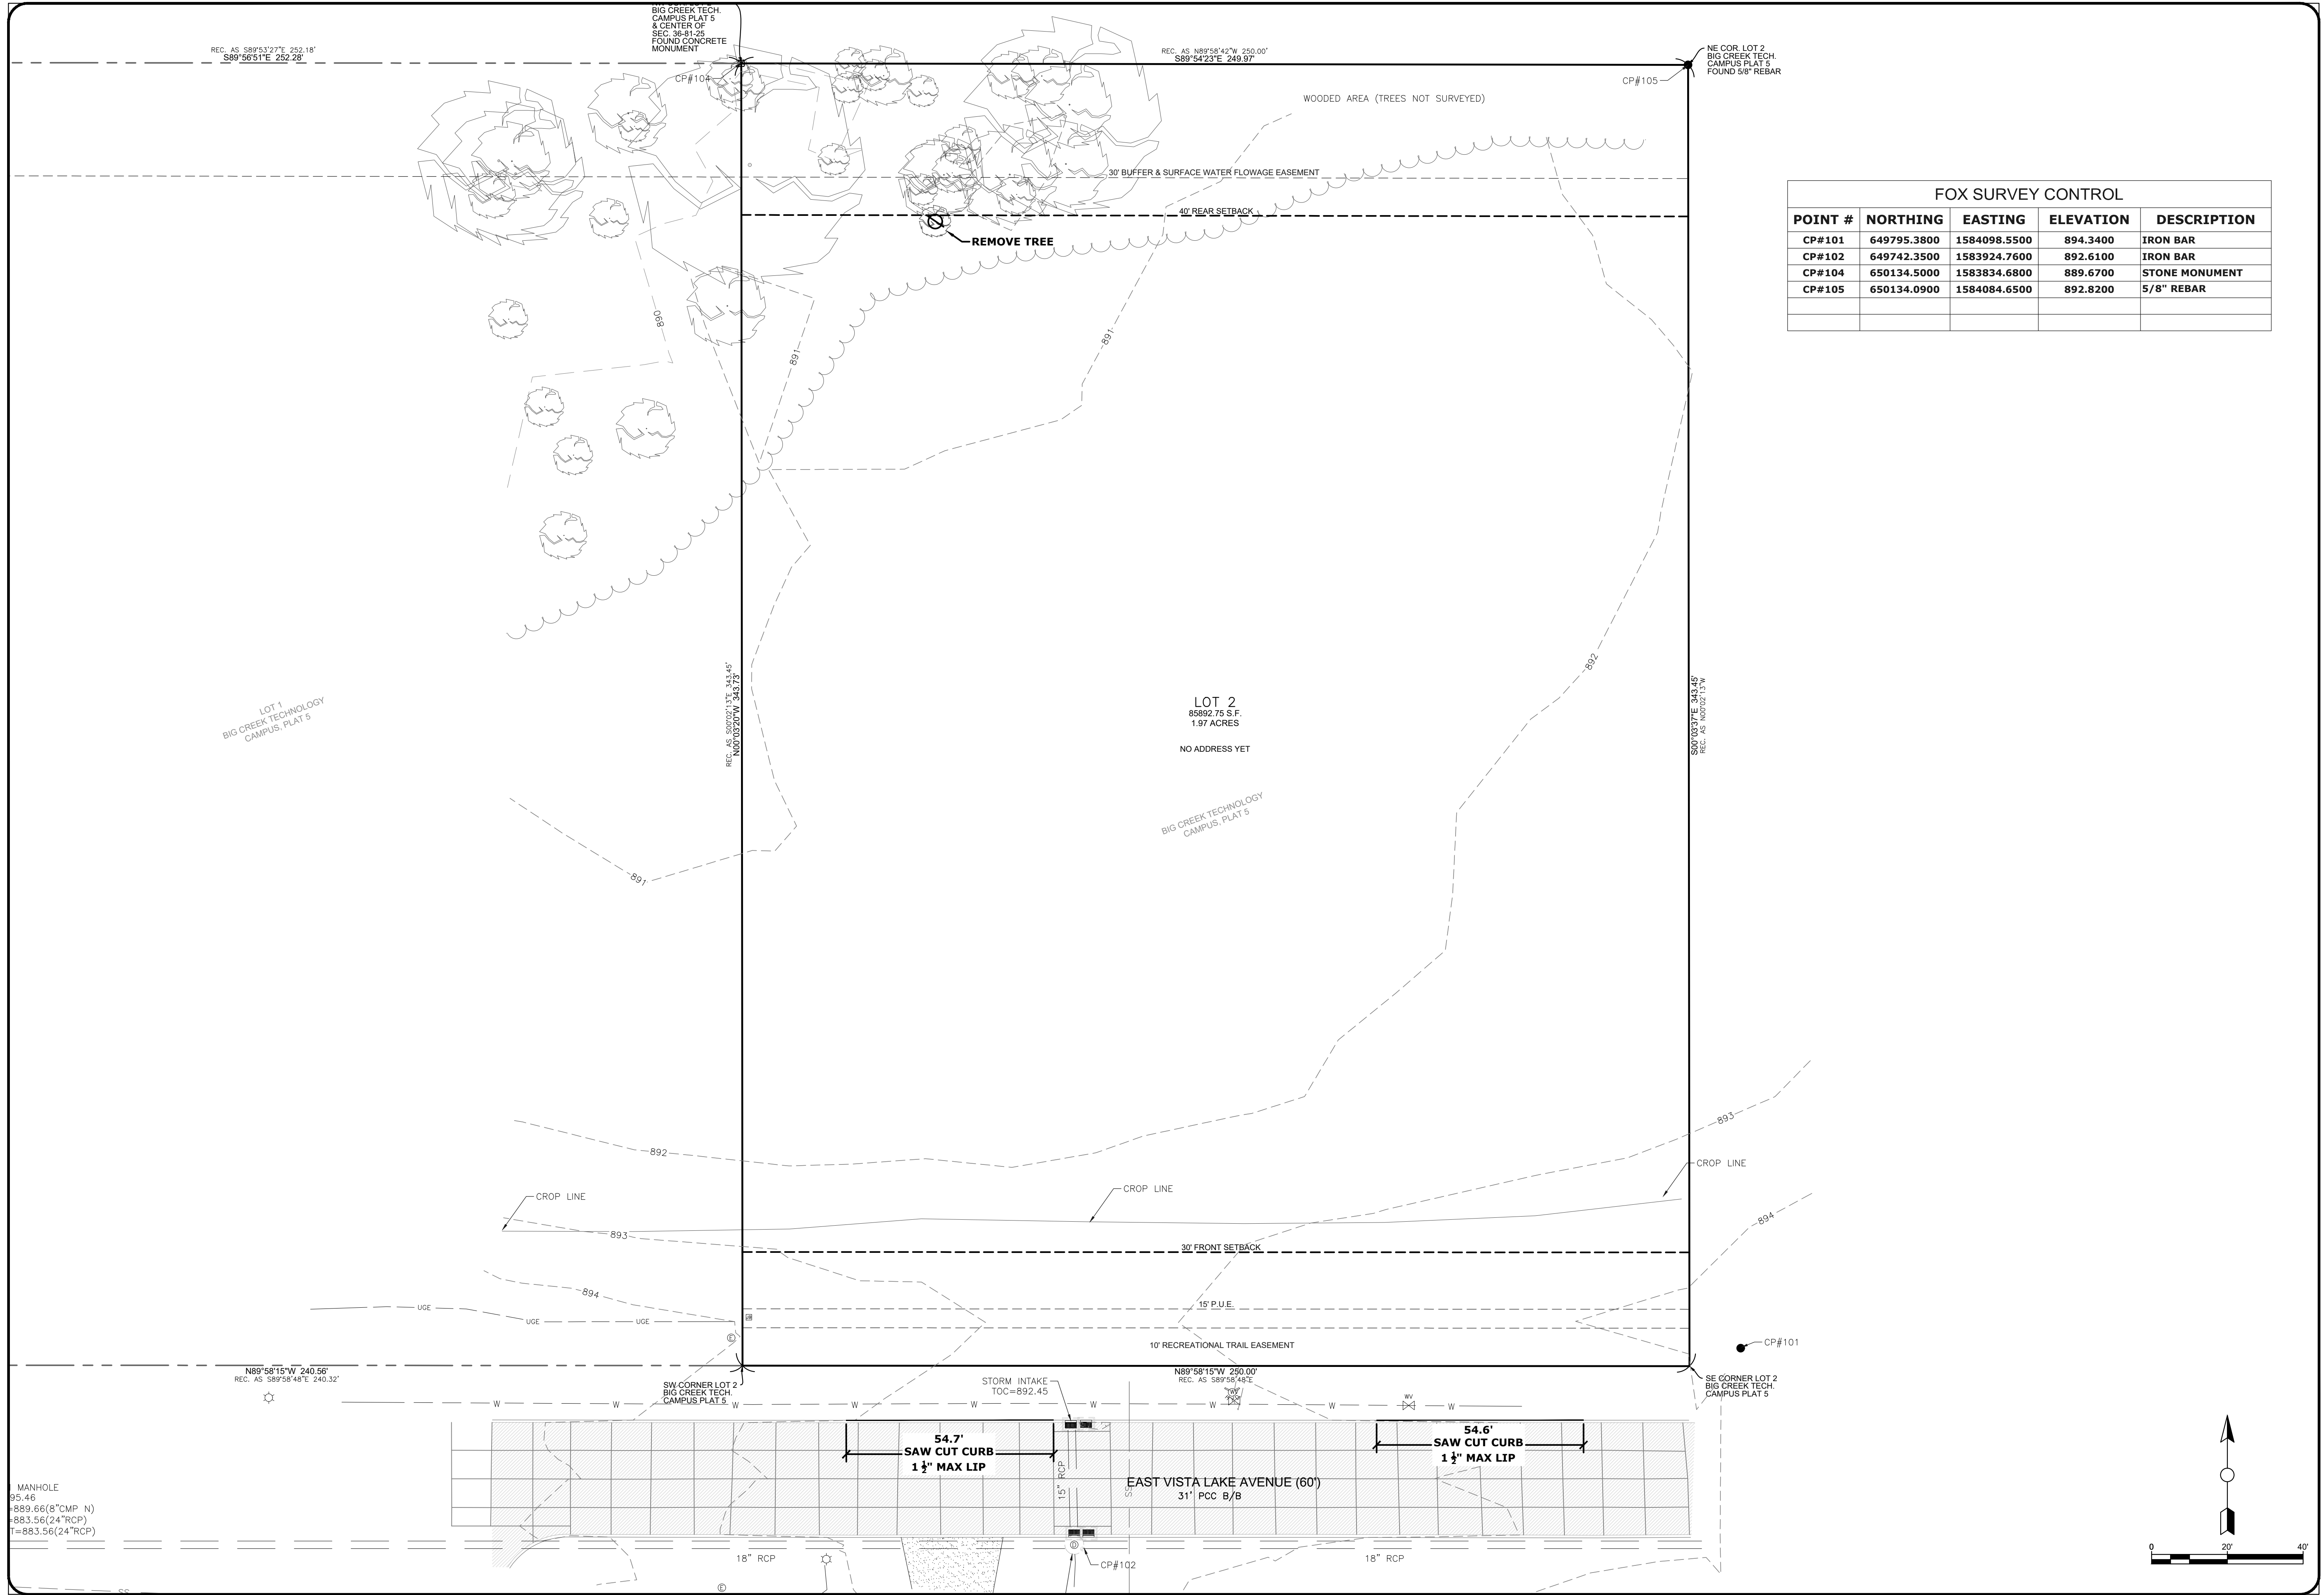 BIG CREEK TECH.
CAMPUS PLAT 5
& CENTER OF
SEC. 36-81-25
FOUND CONCRETE
MONUMENT
REC. AS S89°53'27"E 252.18'
S89°56'51"E 252.28'
CP#104
REC. AS N89°58'42"W 250.00'
S89°54'23"E 249.97'
NE COR. LOT 2
BIG CREEK TECH.
CAMPUS PLAT 5
FOUND 5/8" REBAR
CP#105
WOODED AREA (TREES NOT SURVEYED)
30' BUFFER & SURFACE WATER FLOWAGE EASEMENT
40' REAR SETBACK
REMOVE TREE
FOX SURVEY CONTROL
POINT # NORTHING EASTING ELEVATION DESCRIPTION
CP#101 649795.3800 1584098.5500 894.3400 IRON BAR
CP#102 649742.3500 1583924.7600 892.6100 IRON BAR
CP#104 650134.5000 1583834.6800 889.6700 STONE MONUMENT
CP#105 650134.0900 1584084.6500 892.8200 5/8" REBAR
890
891
891
892
REC. AS S00°02'13"E 343.45'
N00°03'20"W 343.73'
S00°03'37"E 343.45'
REC. AS N00°02'13"W
LOT 1
BIG CREEK TECHNOLOGY
CAMPUS, PLAT 5
LOT 2
85892.75 S.F.
1.97 ACRES
NO ADDRESS YET
BIG CREEK TECHNOLOGY
CAMPUS, PLAT 5
891
892
893
CROP LINE
CROP LINE
CROP LINE
893
894
30' FRONT SETBACK
894
15' P.U.E.
UGE
UGE
UGE
E
10' RECREATIONAL TRAIL EASEMENT
CP#101
N89°58'15"W 240.56'
REC. AS S89°58'48"E 240.32'
N89°58'15"W 250.00'
REC. AS S89°58'48"E
SW CORNER LOT 2
BIG CREEK TECH.
CAMPUS PLAT 5
STORM INTAKE
TOC=892.45
SE CORNER LOT 2
BIG CREEK TECH.
CAMPUS PLAT 5
W W W W W W W W W
WV
54.7'
SAW CUT CURB
1 ½" MAX LIP
54.6'
SAW CUT CURB
1 ½" MAX LIP
15" RCP
SS
EAST VISTA LAKE AVENUE (60')
31' PCC B/B
MANHOLE
95.46
=889.66(8"CMP N)
=883.56(24"RCP)
T=883.56(24"RCP)
18" RCP
D
CP#102
18" RCP
SS
E
0 20' 40'